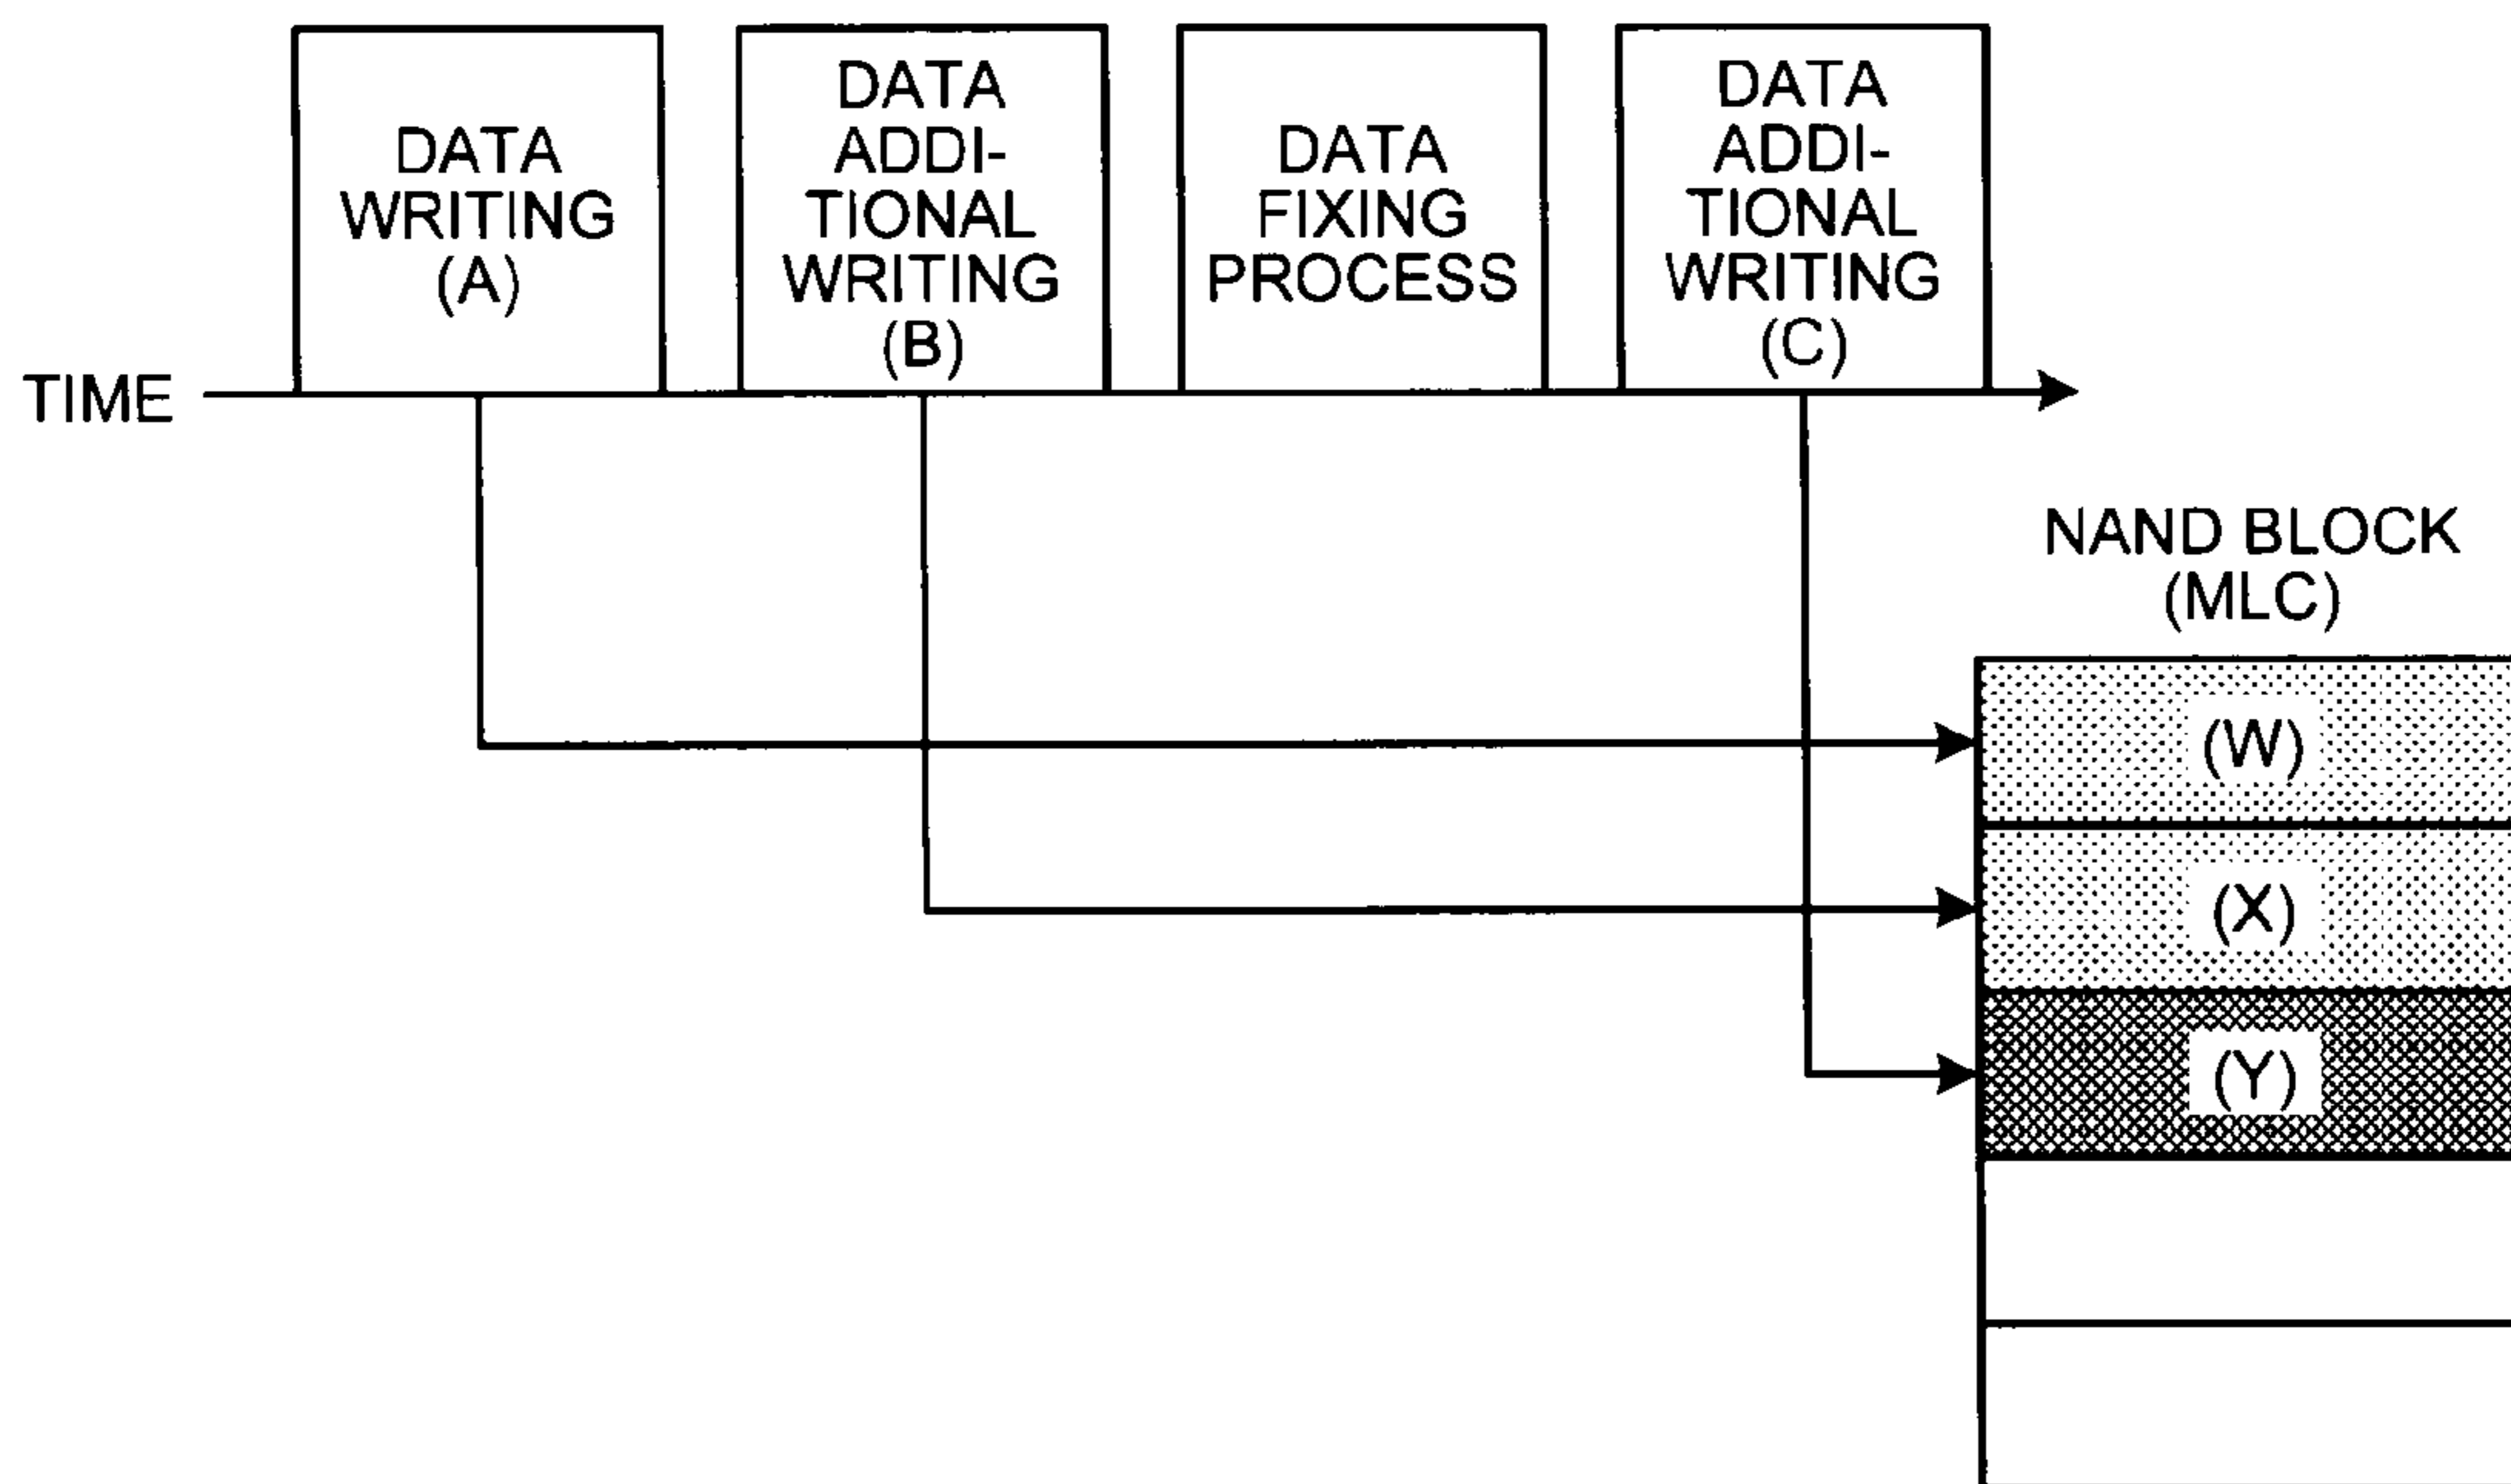 DATA
WRITING
(A)
DATA
ADDI-
TIONAL
WRITING
(B)
DATA
FIXING
PROCESS
DATA
ADDI-
TIONAL
WRITING
(C)
TIME
NAND BLOCK
(MLC)
(W)
(X)
(Y)